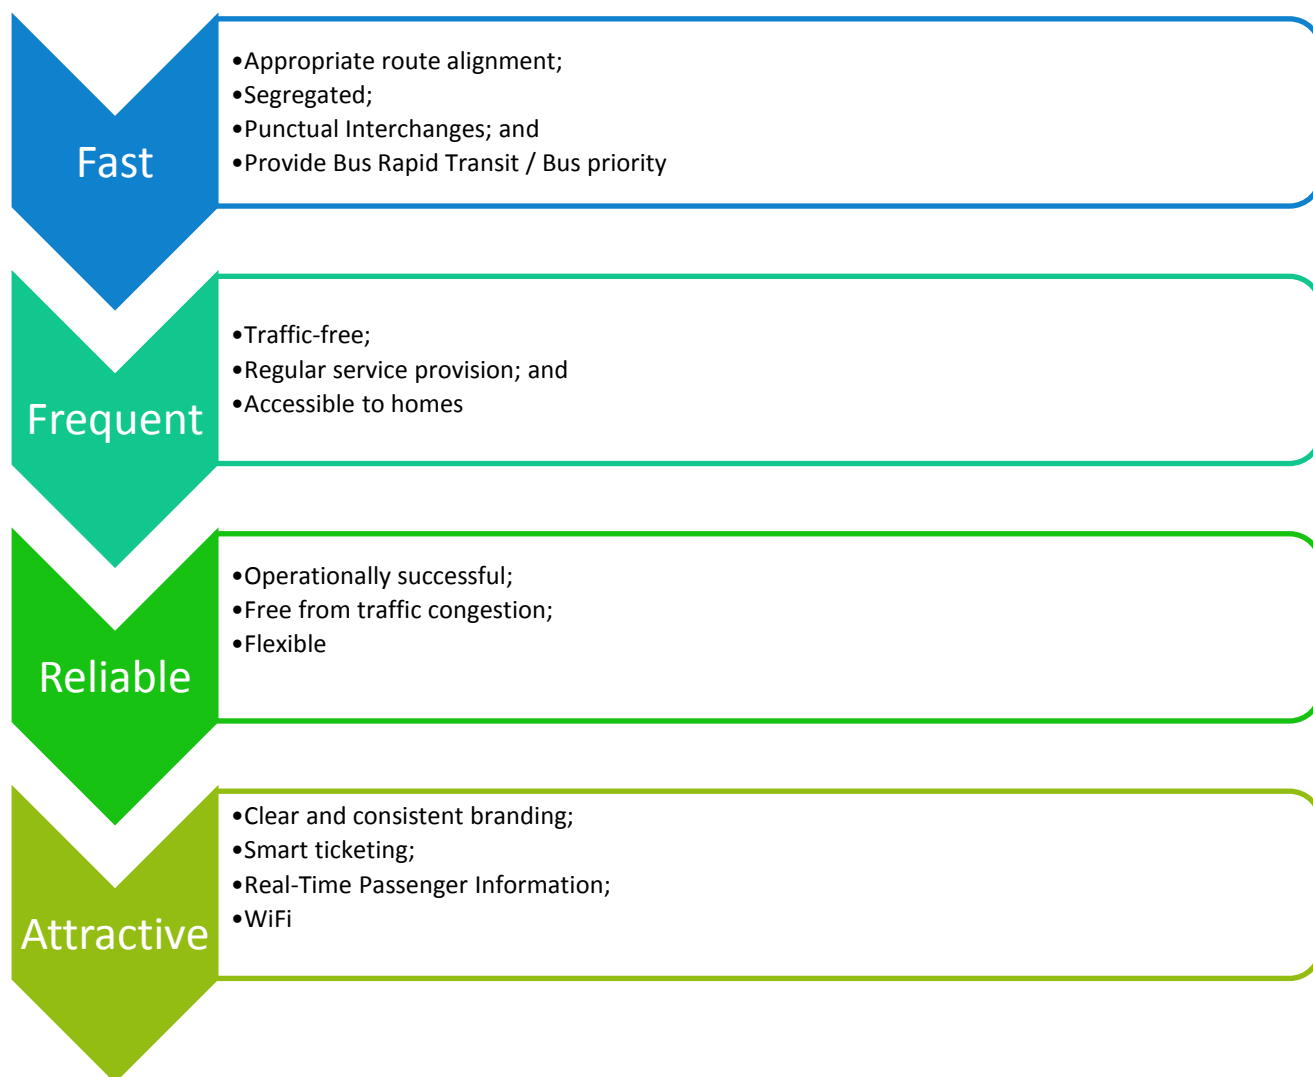 Fast
•Appropriate route alignment;
•Segregated;
•Punctual Interchanges; and
•Provide Bus Rapid Transit / Bus priority
Frequent
•Traffic-free;
•Regular service provision; and
•Accessible to homes
Reliable
•Operationally successful;
•Free from traffic congestion;
•Flexible
Attractive
•Clear and consistent branding;
•Smart ticketing;
•Real-Time Passenger Information;
•WiFi